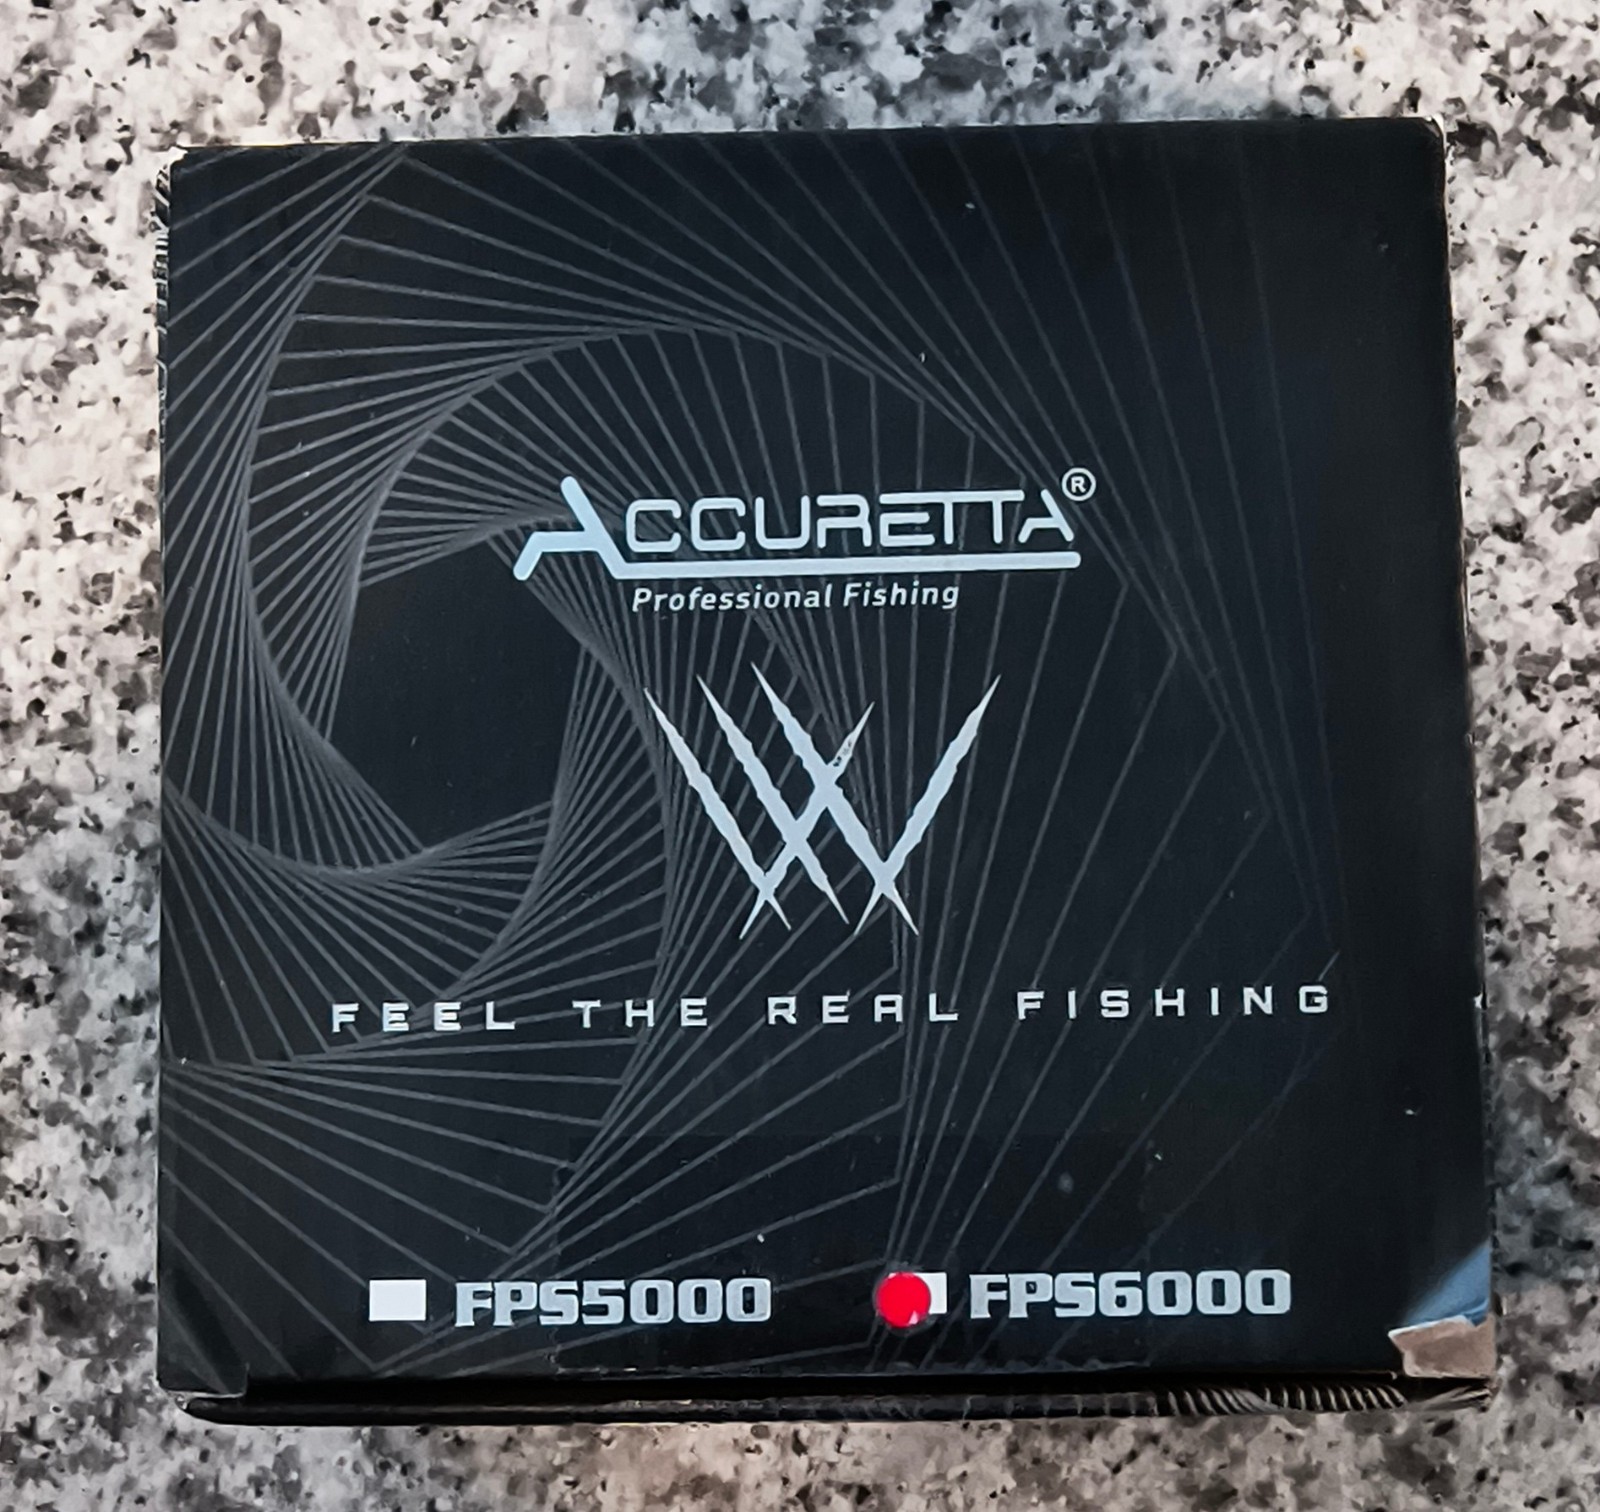 ACCURETTA®
Professional Fishing
FEEL THE REAL FISHING
FPS5000 FPS6000